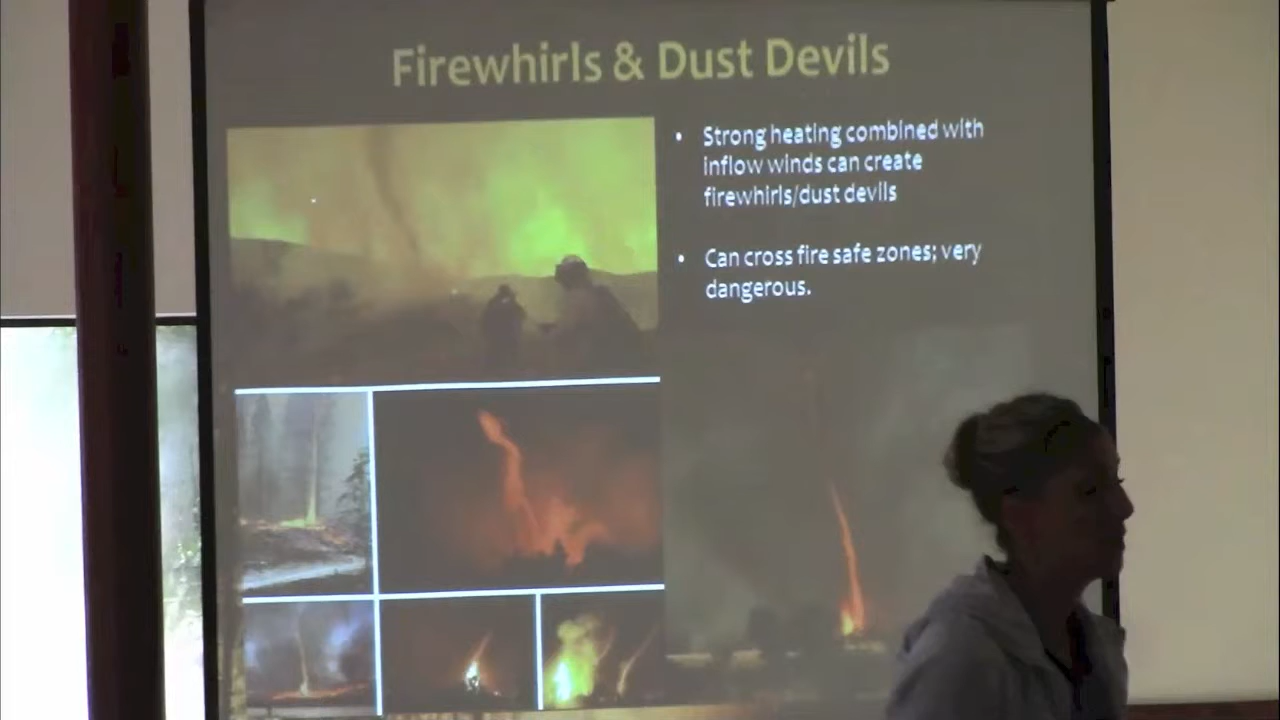 Firewhirls & Dust Devils
• Strong heating combined with
inflow winds can create
firewhirls/dust devils
• Can cross fire safe zones; very
dangerous.